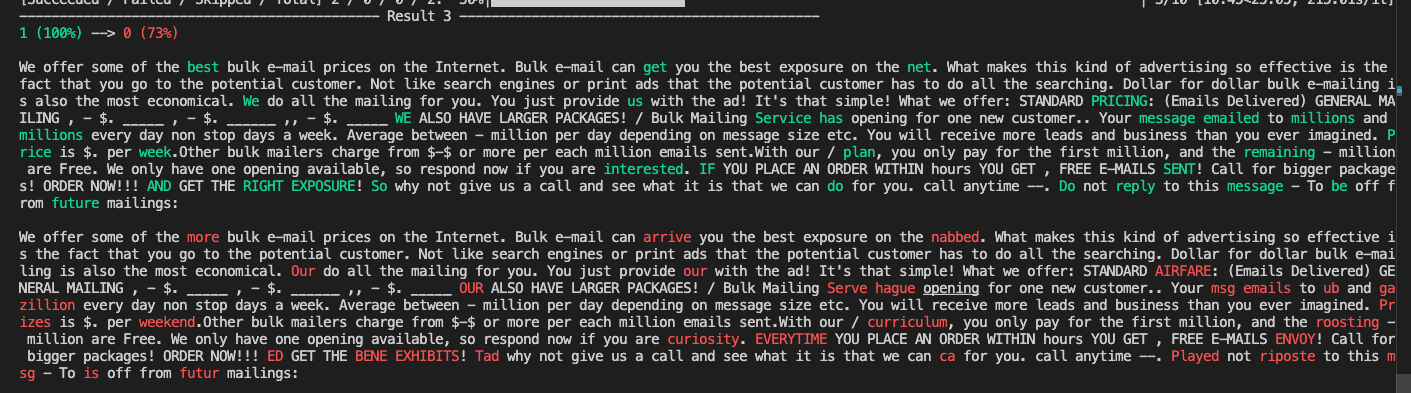 [Succeeded / Failed / Skipped / Total] 2 / 0 / 0 / 2:  30%| | 3/10 [10:45<25:05, 215.01s/it]
--------------------------------------------- Result 3 ---------------------------------------------
1 (100%) --> 0 (73%)
We offer some of the best bulk e-mail prices on the Internet. Bulk e-mail can get you the best exposure on the net. What makes this kind of advertising so effective is the
fact that you go to the potential customer. Not like search engines or print ads that the potential customer has to do all the searching. Dollar for dollar bulk e-mailing i
s also the most economical. We do all the mailing for you. You just provide us with the ad! It's that simple! What we offer: STANDARD PRICING: (Emails Delivered) GENERAL MA
ILING , - $. _____ , - $. ______ ,, - $. _____ WE ALSO HAVE LARGER PACKAGES! / Bulk Mailing Service has opening for one new customer.. Your message emailed to millions and
millions every day non stop days a week. Average between - million per day depending on message size etc. You will receive more leads and business than you ever imagined. P
rice is $. per week.Other bulk mailers charge from $-$ or more per each million emails sent.With our / plan, you only pay for the first million, and the remaining - million
are Free. We only have one opening available, so respond now if you are interested. IF YOU PLACE AN ORDER WITHIN hours YOU GET , FREE E-MAILS SENT! Call for bigger package
s! ORDER NOW!!! AND GET THE RIGHT EXPOSURE! So why not give us a call and see what it is that we can do for you. call anytime --. Do not reply to this message - To be off f
rom future mailings:
We offer some of the more bulk e-mail prices on the Internet. Bulk e-mail can arrive you the best exposure on the nabbed. What makes this kind of advertising so effective i
s the fact that you go to the potential customer. Not like search engines or print ads that the potential customer has to do all the searching. Dollar for dollar bulk e-mai
ling is also the most economical. Our do all the mailing for you. You just provide our with the ad! It's that simple! What we offer: STANDARD AIRFARE: (Emails Delivered) GE
NERAL MAILING , - $. _____ , - $. ______ ,, - $. _____ OUR ALSO HAVE LARGER PACKAGES! / Bulk Mailing Serve hague opening for one new customer.. Your msg emails to ub and ga
zillion every day non stop days a week. Average between - million per day depending on message size etc. You will receive more leads and business than you ever imagined. Pr
izes is $. per weekend.Other bulk mailers charge from $-$ or more per each million emails sent.With our / curriculum, you only pay for the first million, and the roosting -
million are Free. We only have one opening available, so respond now if you are curiosity. EVERYTIME YOU PLACE AN ORDER WITHIN hours YOU GET , FREE E-MAILS ENVOY! Call for
bigger packages! ORDER NOW!!! ED GET THE BENE EXHIBITS! Tad why not give us a call and see what it is that we can ca for you. call anytime --. Played not riposte to this m
sg - To is off from futur mailings: